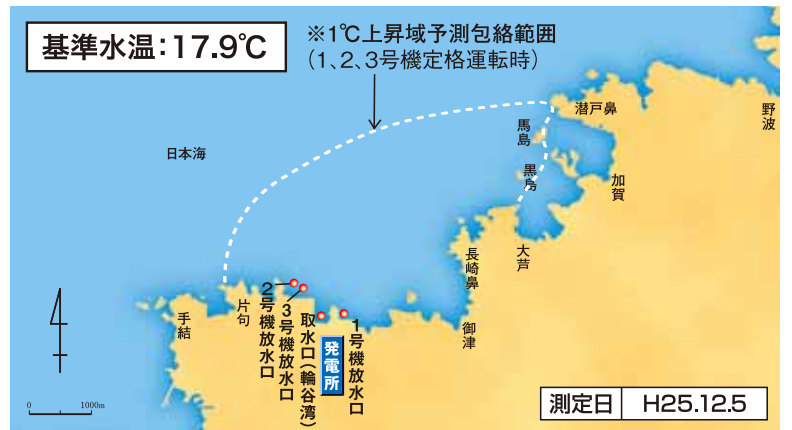 基準水温:17.9℃
※1℃上昇域予測包絡範囲
(1、2、3号機定格運転時)
日本海
潜戸鼻
野波
馬島
黒島
加賀
大芦
長崎鼻
御津
手結
片句
2号機放水口
3号機放水口
取水口(輪谷湾)
発電所
1号機放水口
0 1000m
測定日 H25.12.5